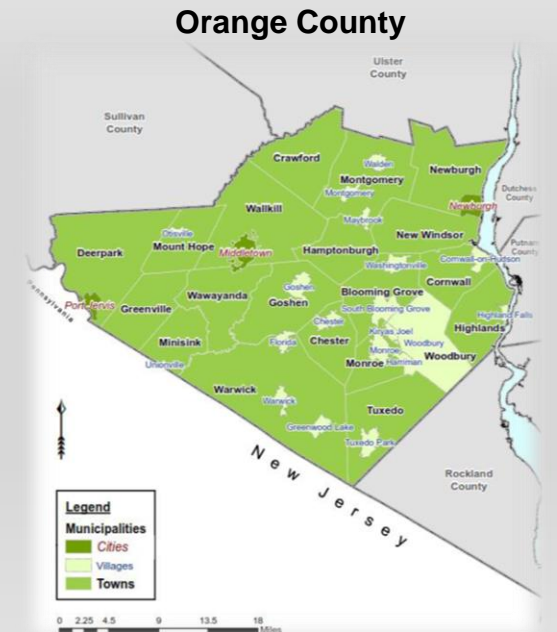 Orange County
Ulster
County
Sullivan
County
Crawford
Walden
Montgomery
Montgomery
Newburgh
Dutchess
County
Newburgh
Wallkill
Maybrook
Otisville
Mount Hope
Middletown
New Windsor
Putnam
County
Deerpark
Hamptonburgh
Cornwall-on-Hudson
Washingtonville
Pennsylvania
Port Jervis
Greenville
Wawayanda
Goshen
Goshen
Blooming Grove
Cornwall
South Blooming Grove
Highland Falls
Highlands
Minisink
Florida
Chester
Chester
Kiryas Joel
Woodbury
Woodbury
Monroe
Monroe
Harriman
Unionville
Warwick
Warwick
Tuxedo
Greenwood Lake
Tuxedo Park
New Jersey
Rockland
County
Legend
Municipalities
Cities
Villages
Towns
0 2.25 4.5 9 13.5 18
Miles